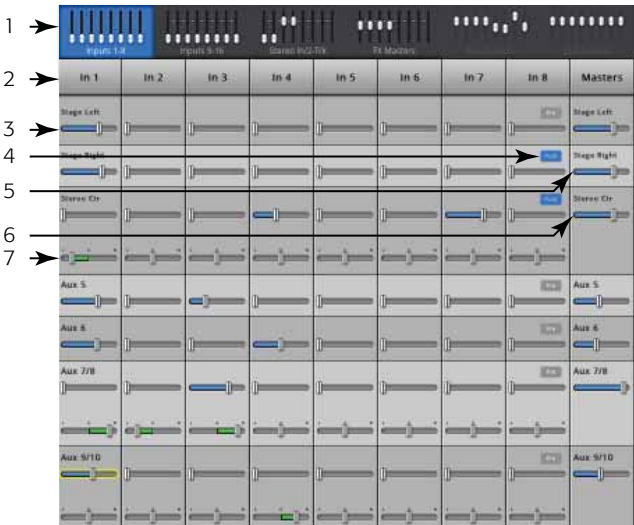 1
Inputs 1-8
Inputs 9-16
Stereo In/2-Trk
FX Masters
2
In 1
In 2
In 3
In 4
In 5
In 6
In 7
In 8
Masters
Stage Left
Stage Left
3
4
Stage Right
Stage Right
5
Stereo Ctr
Stereo Ctr
6
7
Aux 5
Aux 5
Aux 6
Aux 6
Aux 7/8
Aux 7/8
Aux 9/10
Aux 9/10